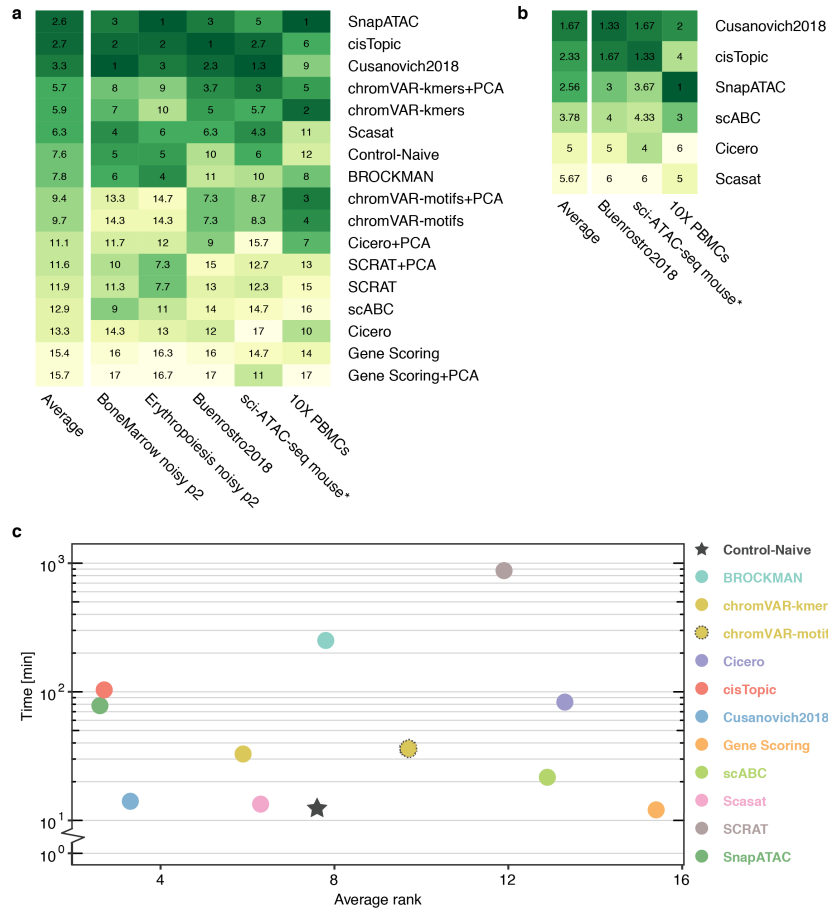 a
2.6 3 1 3 5 1 SnapATAC
2.7 2 2 1 2.7 6 cisTopic
3.3 1 3 2.3 1.3 9 Cusanovich2018
5.7 8 9 3.7 3 5 chromVAR-kmers+PCA
5.9 7 10 5 5.7 2 chromVAR-kmers
6.3 4 6 6.3 4.3 11 Scasat
7.6 5 5 10 6 12 Control-Naive
7.8 6 4 11 10 8 BROCKMAN
9.4 13.3 14.7 7.3 8.7 3 chromVAR-motifs+PCA
9.7 14.3 14.3 7.3 8.3 4 chromVAR-motifs
11.1 11.7 12 9 15.7 7 Cicero+PCA
11.6 10 7.3 15 12.7 13 SCRAT+PCA
11.9 11.3 7.7 13 12.3 15 SCRAT
12.9 9 11 14 14.7 16 scABC
13.3 14.3 13 12 17 10 Cicero
15.4 16 16.3 16 14.7 14 Gene Scoring
15.7 17 16.7 17 11 17 Gene Scoring+PCA
Average
BoneMarrow noisy p2
Erythropoiesis noisy p2
Buenrostro2018
sci-ATAC-seq mouse*
10X PBMCs
b
1.67 1.33 1.67 2 Cusanovich2018
2.33 1.67 1.33 4 cisTopic
2.56 3 3.67 1 SnapATAC
3.78 4 4.33 3 scABC
5 5 4 6 Cicero
5.67 6 6 5 Scasat
Average
Buenrostro2018
sci-ATAC-seq mouse*
10X PBMCs
c
Time [min]
10³
10²
10¹
10⁰
4 8 12 16
Average rank
Control-Naive
BROCKMAN
chromVAR-kmer
chromVAR-motif
Cicero
cisTopic
Cusanovich2018
Gene Scoring
scABC
Scasat
SCRAT
SnapATAC